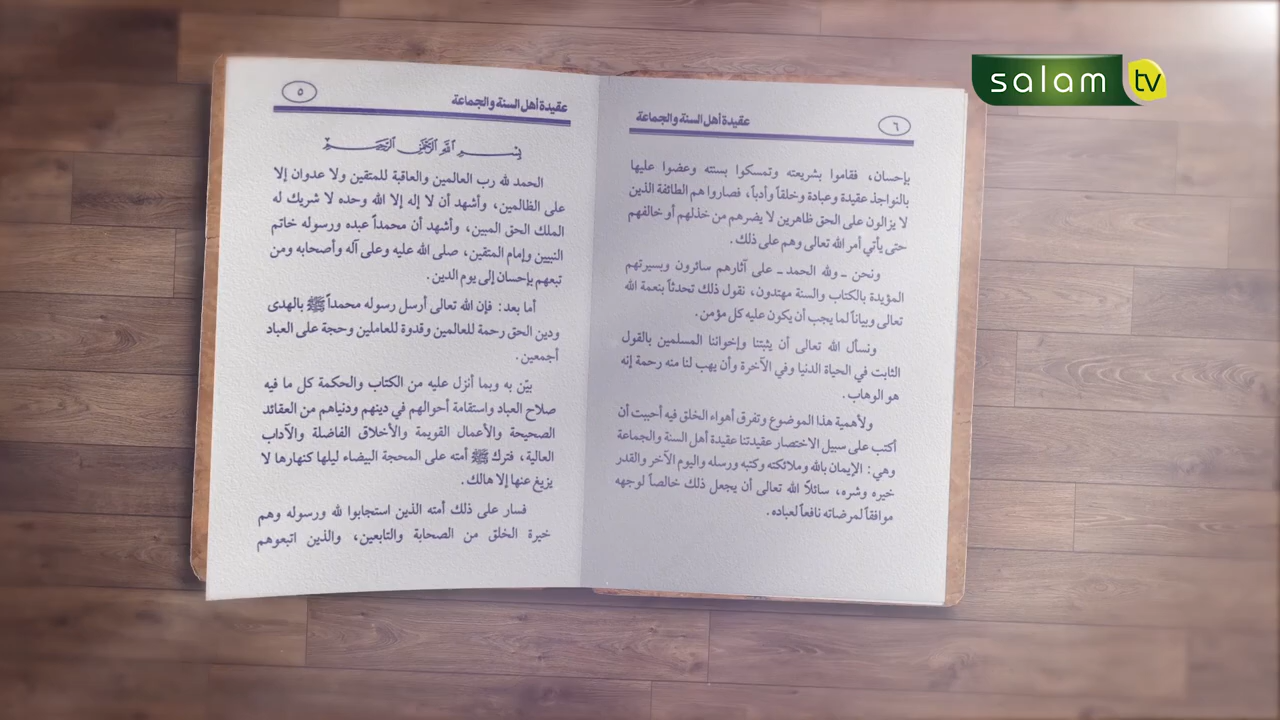 salam tv
٥
عقيدة أهل السنة والجماعة
بسم الله الرحمن الرحيم
الحمد لله رب العالمين والعاقبة للمتقين ولا عدوان إلا
على الظالمين، وأشهد أن لا إله إلا الله وحده لا شريك له
الملك الحق المبين، وأشهد أن محمداً عبده ورسوله خاتم
النبيين وإمام المتقين، صلى الله عليه وعلى آله وأصحابه ومن
تبعهم بإحسان إلى يوم الدين.
أما بعد: فإن الله تعالى أرسل رسوله محمداً ﷺ بالهدى
ودين الحق رحمة للعالمين وقدوة للعاملين وحجة على العباد
أجمعين.
بيّن به وبما أنزل عليه من الكتاب والحكمة كل ما فيه
صلاح العباد واستقامة أحوالهم في دينهم ودنياهم من العقائد
الصحيحة والأعمال القويمة والأخلاق الفاضلة والآداب
العالية، فترك ﷺ أمته على المحجة البيضاء ليلها كنهارها لا
يزيغ عنها إلا هالك.
فسار على ذلك أمته الذين استجابوا لله ورسوله وهم
خيرة الخلق من الصحابة والتابعين، والذين اتبعوهم
عقيدة أهل السنة والجماعة
٦
بإحسان، فقاموا بشريعته وتمسكوا بسنته وعضوا عليها
بالنواجذ عقيدة وعبادة وخلقاً وأدباً، فصاروا هم الطائفة الذين
لا يزالون على الحق ظاهرين لا يضرهم من خذلهم أو خالفهم
حتى يأتي أمر الله تعالى وهم على ذلك.
ونحن ـ ولله الحمد ـ على آثارهم سائرون وبسيرتهم
المؤيدة بالكتاب والسنة مهتدون، نقول ذلك تحدثاً بنعمة الله
تعالى وبياناً لما يجب أن يكون عليه كل مؤمن.
ونسأل الله تعالى أن يثبتنا وإخواننا المسلمين بالقول
الثابت في الحياة الدنيا وفي الآخرة وأن يهب لنا منه رحمة إنه
هو الوهاب.
ولأهمية هذا الموضوع وتفرق أهواء الخلق فيه أحببت أن
أكتب على سبيل الاختصار عقيدتنا عقيدة أهل السنة والجماعة
وهي: الإيمان بالله وملائكته وكتبه ورسله واليوم الآخر والقدر
خيره وشره، سائلاً الله تعالى أن يجعل ذلك خالصاً لوجهه
موافقاً لمرضاته نافعاً لعباده.